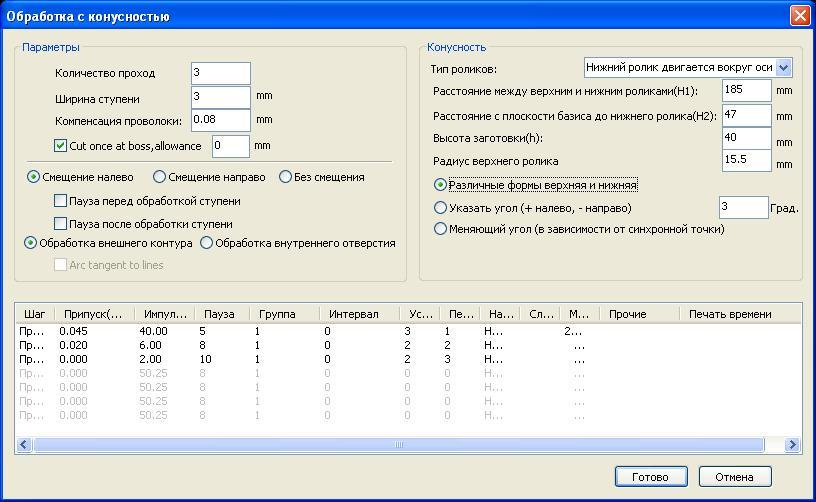 Обработка с конусностью
Параметры
Количество проход 3
Ширина ступени 3 mm
Компенсация проволоки: 0.08 mm
Cut once at boss,allowance 0 mm
Смещение налево Смещение направо Без смещения
Пауза перед обработкой ступени
Пауза после обработки ступени
Обработка внешнего контура Обработка внутреннего отверстия
Arc tangent to lines
Конусность
Тип роликов: Нижний ролик двигается вокруг оси
Расстояние между верхним и нижним роликами(H1): 185 mm
Расстояние с плоскости базиса до нижнего ролика(H2): 47 mm
Высота заготовки(h): 40 mm
Радиус верхнего ролика 15.5 mm
Различные формы верхняя и нижняя
Указать угол (+ налево, - направо) 3 Град.
Меняющий угол (в зависимости от синхронной точки)
Шаг Припуск(... Импул... Пауза Группа Интервал Ус... Пе... На... Сл... М... Прочие Печать времени
Пр... 0.045 40.00 5 1 0 3 1 Н... 2...
Пр... 0.020 6.00 8 1 0 2 2 Н... ...
Пр... 0.000 2.00 10 1 0 2 3 Н... ...
Пр... 0.000 50.25 8 1 0 0 0 Н... ...
Пр... 0.000 50.25 8 1 0 0 0 Н... ...
Пр... 0.000 50.25 8 1 0 0 0 Н... ...
Пр... 0.000 50.25 8 1 0 0 0 Н... ...
Готово Отмена